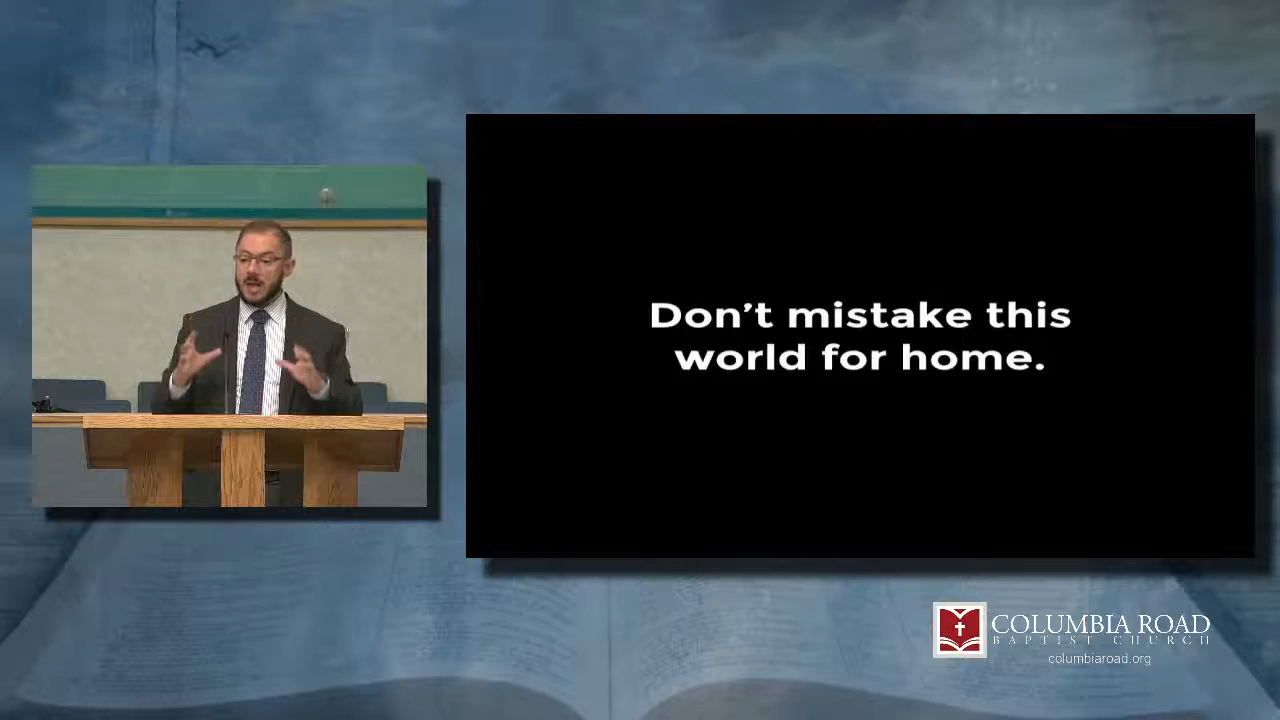 Don't mistake this
world for home.
COLUMBIA ROAD
BAPTIST CHURCH
columbiaroad.org